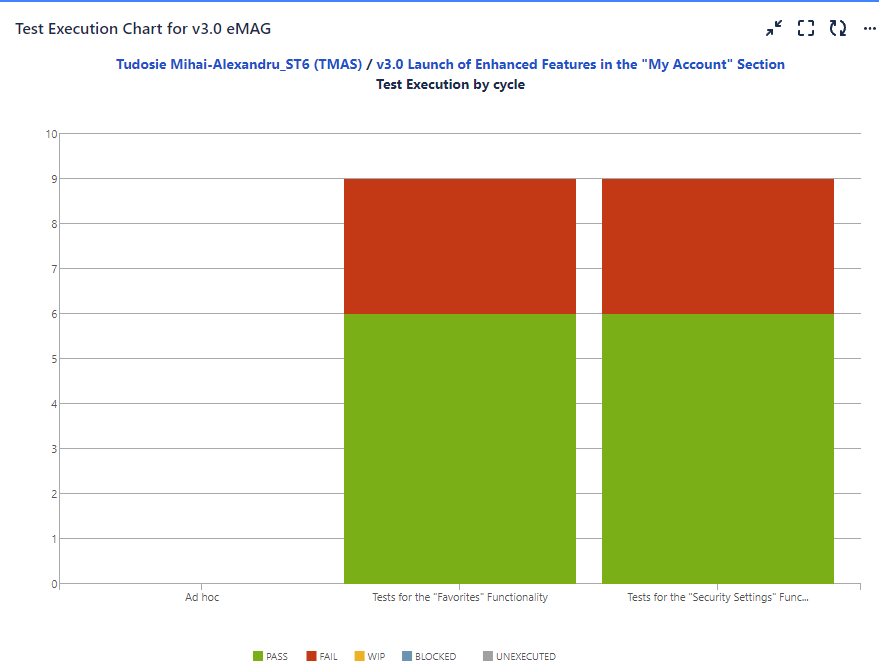 Test Execution Chart for v3.0 eMAG
Tudosie Mihai-Alexandru_ST6 (TMAS) / v3.0 Launch of Enhanced Features in the "My Account" Section
Test Execution by cycle
10
9
8
7
6
5
4
3
2
1
0
Ad hoc
Tests for the "Favorites" Functionality
Tests for the "Security Settings" Func...
PASS FAIL WIP BLOCKED UNEXECUTED